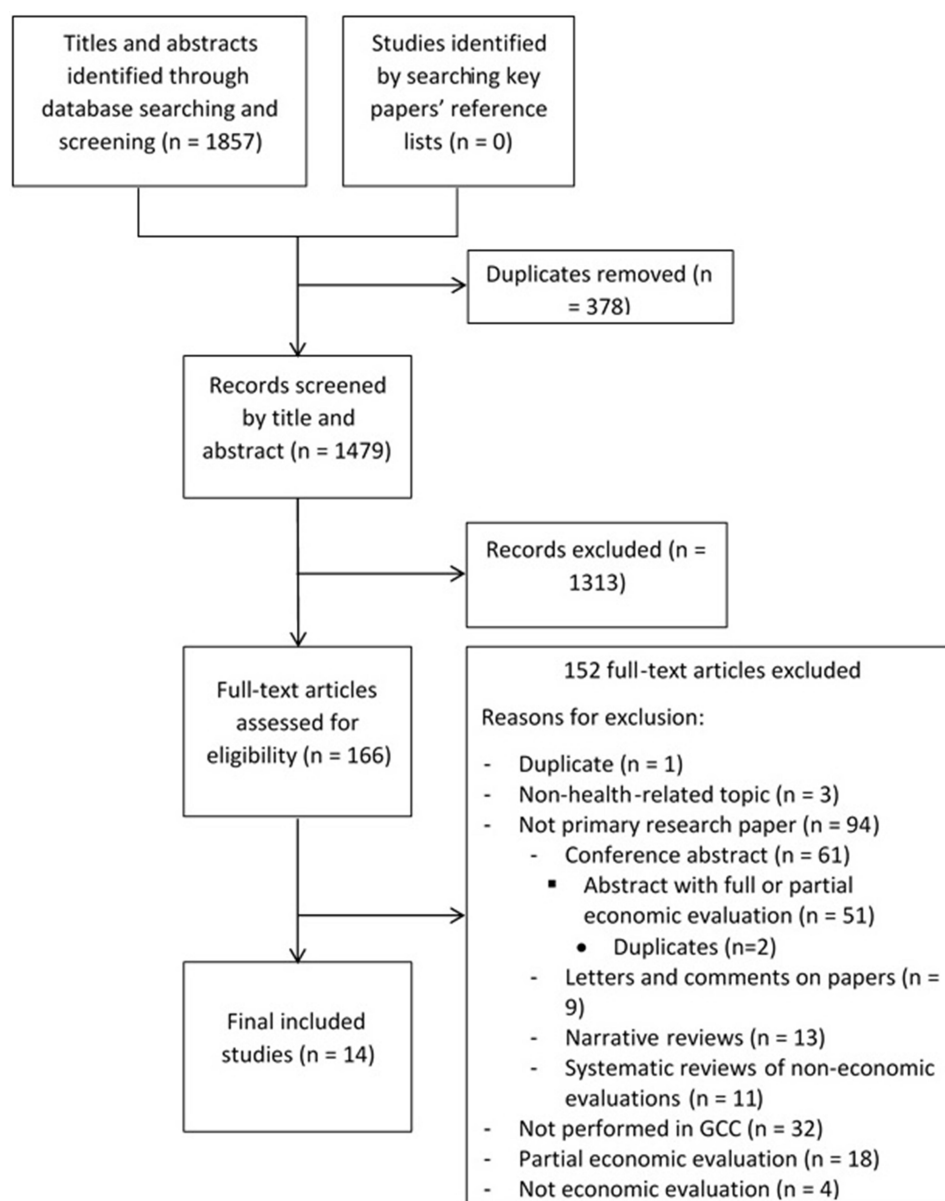 Titles and abstracts
identified through
database searching and
screening (n = 1857)
Studies identified
by searching key
papers’ reference
lists (n = 0)
Duplicates removed (n
= 378)
Records screened
by title and
abstract (n = 1479)
Records excluded (n =
1313)
Full-text articles
assessed for
eligibility (n = 166)
152 full-text articles excluded
Reasons for exclusion:
- Duplicate (n = 1)
- Non-health-related topic (n = 3)
- Not primary research paper (n = 94)
- Conference abstract (n = 61)
▪ Abstract with full or partial
economic evaluation (n = 51)
• Duplicates (n=2)
- Letters and comments on papers (n =
9)
- Narrative reviews (n = 13)
- Systematic reviews of non-economic
evaluations (n = 11)
- Not performed in GCC (n = 32)
- Partial economic evaluation (n = 18)
- Not economic evaluation (n = 4)
Final included
studies (n = 14)